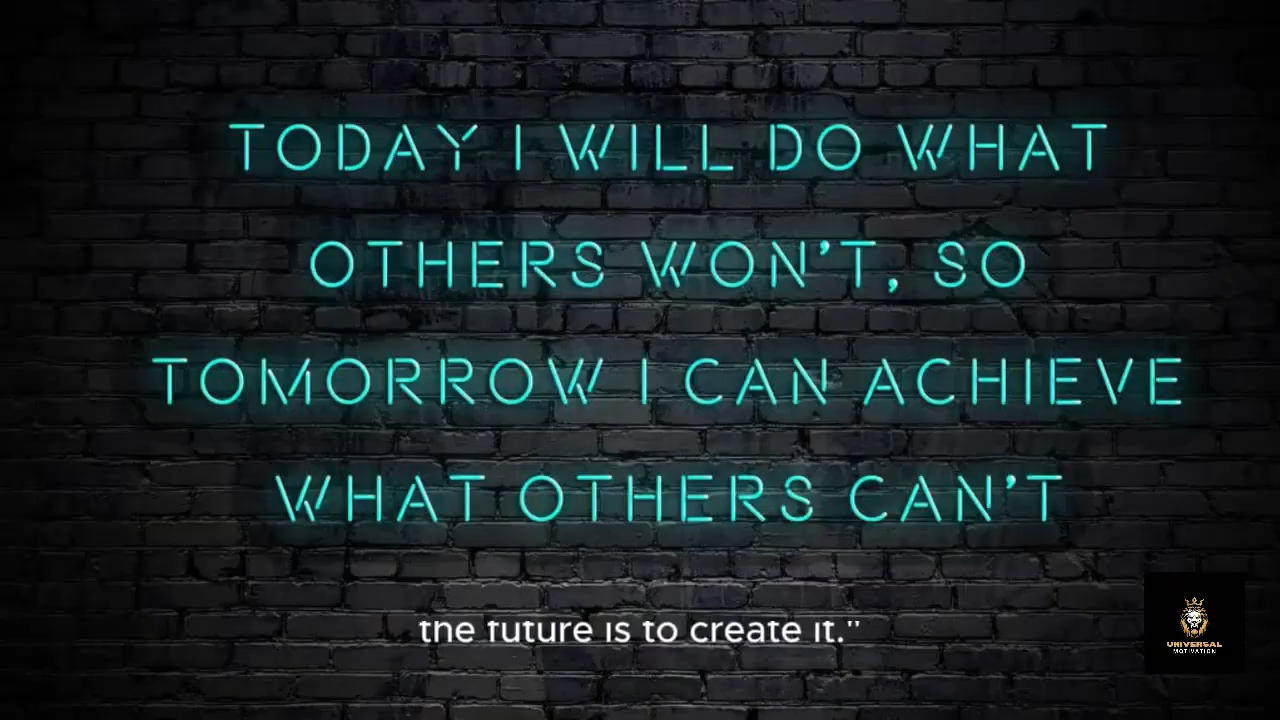 TODAY I WILL DO WHAT
OTHERS WON'T, SO
TOMORROW I CAN ACHIEVE
WHAT OTHERS CAN'T
the future is to create it."
UNIVERSAL
MOTIVATION